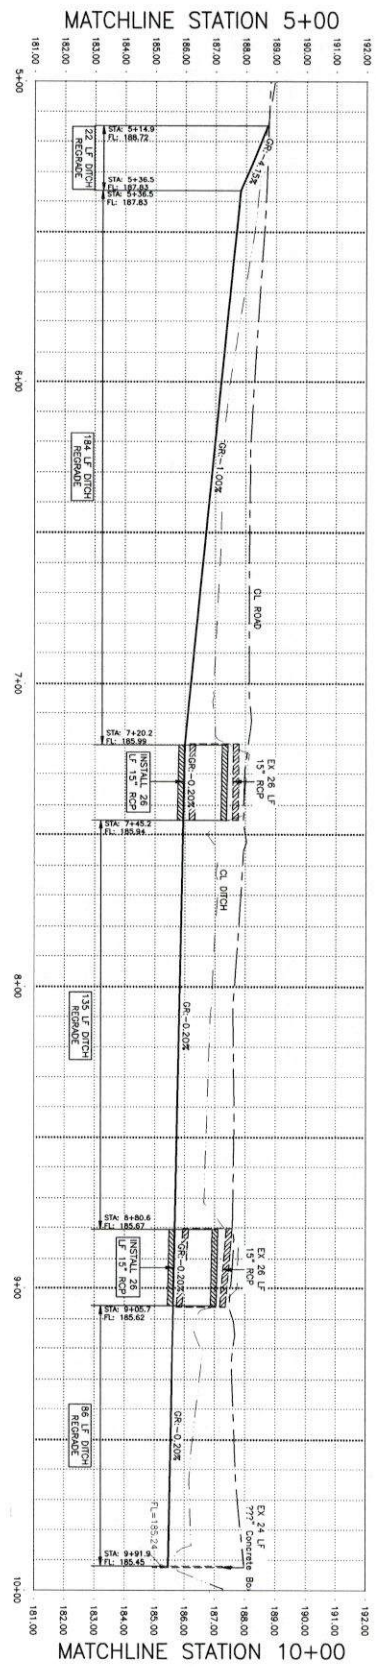 MATCHLINE STATION 5+00
181.00
182.00
183.00
184.00
185.00
186.00
187.00
188.00
189.00
190.00
191.00
192.00
5+00
STA: 5+14.9
FL: 188.72
22 LF DITCH
REGRADE
GR:-4.15%
STA: 5+36.5
FL: 187.83
STA: 5+36.5
FL: 187.83
6+00
184 LF DITCH
REGRADE
GR:-1.00%
CL ROAD
7+00
STA: 7+20.2
FL: 185.99
EX 26 LF
15" RCP
GR:-0.20%
INSTALL 26
LF 15" RCP
STA: 7+45.2
FL: 185.94
CL DITCH
8+00
135 LF DITCH
REGRADE
GR:-0.20%
STA: 8+80.6
FL: 185.67
EX 26 LF
15" RCP
GR:-0.20%
INSTALL 26
LF 15" RCP
9+00
STA: 9+05.7
FL: 185.62
86 LF DITCH
REGRADE
GR:-0.20%
EX 24 LF
???" Concrete Bo
FL=185.24
STA: 9+91.9
FL: 185.45
10+00
181.00
182.00
183.00
184.00
185.00
186.00
187.00
188.00
189.00
190.00
191.00
192.00
MATCHLINE STATION 10+00